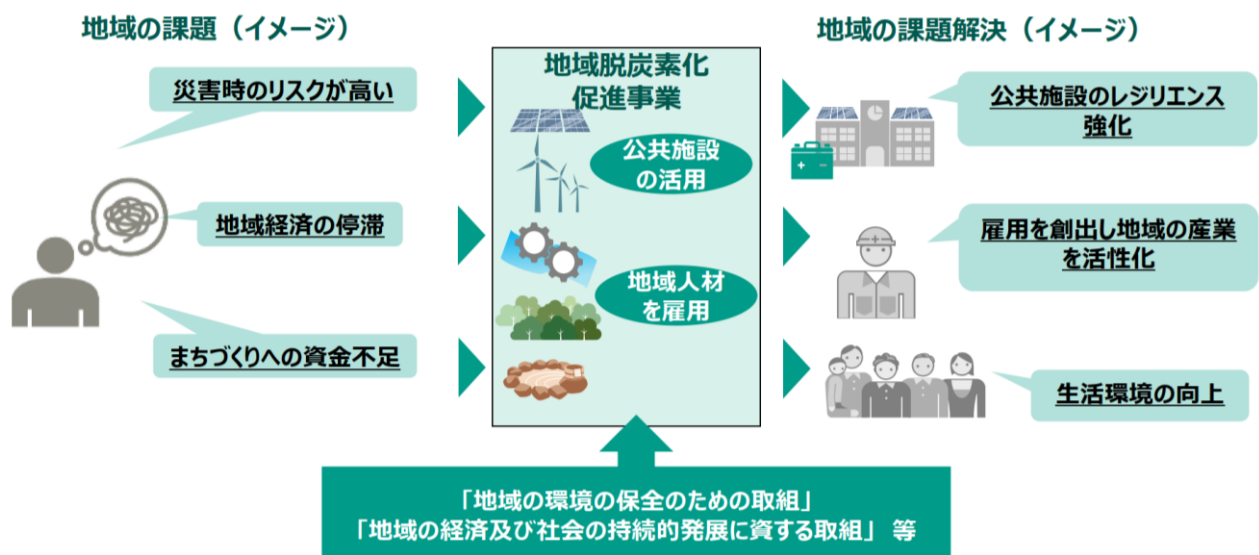 地域の課題（イメージ）
災害時のリスクが高い
地域経済の停滞
まちづくりへの資金不足
地域脱炭素化
促進事業
公共施設
の活用
地域人材
を雇用
地域の課題解決（イメージ）
公共施設のレジリエンス
強化
雇用を創出し地域の産業
を活性化
生活環境の向上
「地域の環境の保全のための取組」
「地域の経済及び社会の持続的発展に資する取組」 等